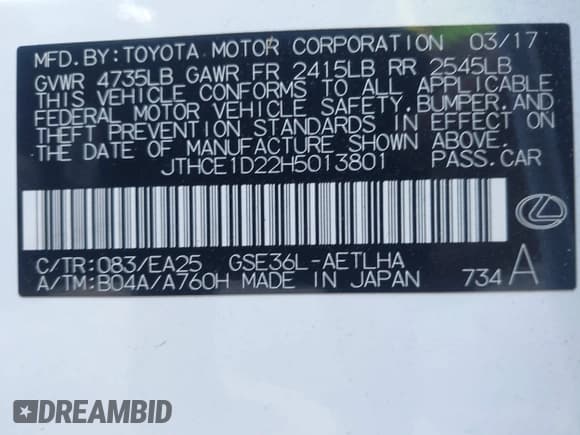 MFD.BY:TOYOTA MOTOR CORPORATION 03/17
GVWR 4735LB GAWR FR 2415LB RR 2545LB
THIS VEHICLE CONFORMS TO ALL APPLICABLE
FEDERAL MOTOR VEHICLE SAFETY,BUMPER,AND
THEFT PREVENTION STANDARDS IN EFFECT ON
THE DATE OF MANUFACTURE SHOWN ABOVE.
JTHCE1D22H5013801 PASS.CAR
C/TR:083/EA25 GSE36L-AETLHA
A/TM:B04A/A760H MADE IN JAPAN 734 A
DREAMBID